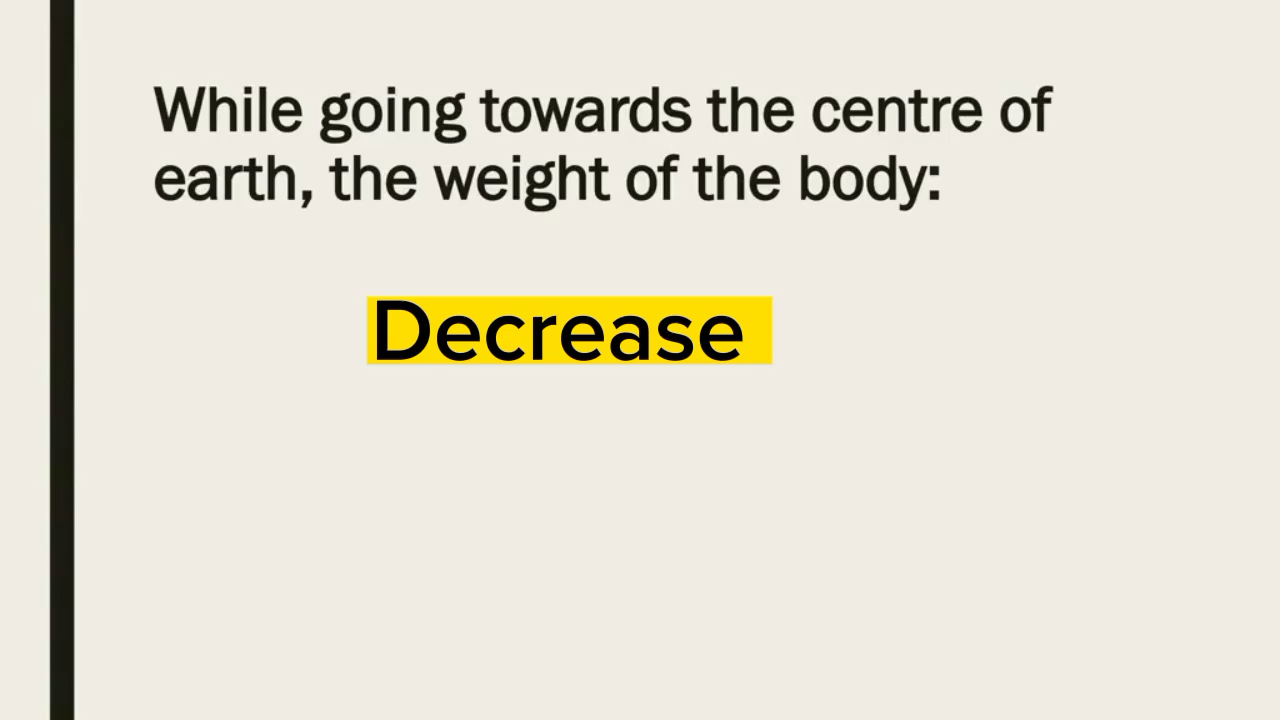 While going towards the centre of
earth, the weight of the body:
Decrease